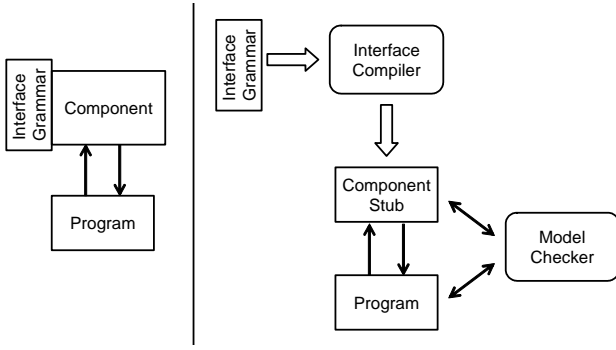 Interface
Grammar
Component
Program
Interface
Grammar
Interface
Compiler
Component
Stub
Program
Model
Checker